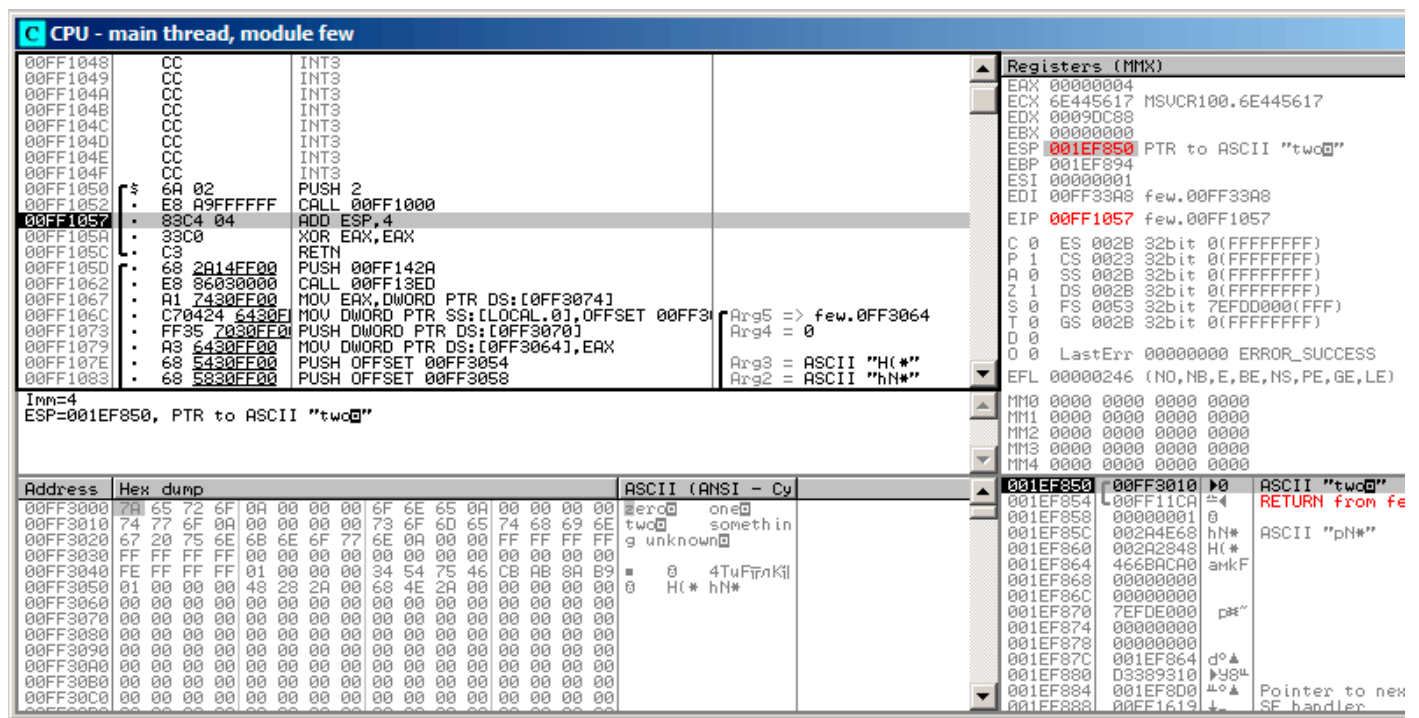 CPU - main thread, module few
00FF1048 CC INT3
00FF1049 CC INT3
00FF104A CC INT3
00FF104B CC INT3
00FF104C CC INT3
00FF104D CC INT3
00FF104E CC INT3
00FF104F CC INT3
00FF1050 $ 6A 02 PUSH 2
00FF1052 . E8 A9FFFFFF CALL 00FF1000
00FF1057 . 83C4 04 ADD ESP,4
00FF105A . 33C0 XOR EAX,EAX
00FF105C . C3 RETN
00FF105D . 68 2A14FF00 PUSH 00FF142A
00FF1062 . E8 86030000 CALL 00FF13ED
00FF1067 . A1 7430FF00 MOV EAX,DWORD PTR DS:[0FF3074]
00FF106C . C70424 6430F MOV DWORD PTR SS:[LOCAL.0],OFFSET 00FF3 Arg5 => few.0FF3064
00FF1073 . FF35 7030FF0 PUSH DWORD PTR DS:[0FF3070] Arg4 = 0
00FF1079 . A3 6430FF00 MOV DWORD PTR DS:[0FF3064],EAX
00FF107E . 68 5430FF00 PUSH OFFSET 00FF3054 Arg3 = ASCII "H(*"
00FF1083 . 68 5830FF00 PUSH OFFSET 00FF3058 Arg2 = ASCII "hN*"
Imm=4
ESP=001EF850, PTR to ASCII "two◙"
Registers (MMX)
EAX 00000004
ECX 6E445617 MSVCR100.6E445617
EDX 0009DC88
EBX 00000000
ESP 001EF850 PTR to ASCII "two◙"
EBP 001EF894
ESI 00000001
EDI 00FF33A8 few.00FF33A8
EIP 00FF1057 few.00FF1057
C 0 ES 002B 32bit 0(FFFFFFFF)
P 1 CS 0023 32bit 0(FFFFFFFF)
A 0 SS 002B 32bit 0(FFFFFFFF)
Z 1 DS 002B 32bit 0(FFFFFFFF)
S 0 FS 0053 32bit 7EFDD000(FFF)
T 0 GS 002B 32bit 0(FFFFFFFF)
D 0
O 0 LastErr 00000000 ERROR_SUCCESS
EFL 00000246 (NO,NB,E,BE,NS,PE,GE,LE)
MM0 0000 0000 0000 0000
MM1 0000 0000 0000 0000
MM2 0000 0000 0000 0000
MM3 0000 0000 0000 0000
MM4 0000 0000 0000 0000
Address Hex dump ASCII (ANSI - Cy
00FF3000 7A 65 72 6F 0A 00 00 00 6F 6E 65 0A 00 00 00 00 zero◙ one◙
00FF3010 74 77 6F 0A 00 00 00 00 73 6F 6D 65 74 68 69 6E two◙ somethin
00FF3020 67 20 75 6E 6B 6E 6F 77 6E 0A 00 00 FF FF FF FF g unknown◙
00FF3030 FF FF FF FF 00 00 00 00 00 00 00 00 00 00 00 00
00FF3040 FE FF FF FF 01 00 00 00 34 54 75 46 CB AB 8A B9
00FF3050 01 00 00 00 48 28 2A 00 68 4E 2A 00 00 00 00 00 H(* hN*
00FF3060 00 00 00 00 00 00 00 00 00 00 00 00 00 00 00 00
00FF3070 00 00 00 00 00 00 00 00 00 00 00 00 00 00 00 00
00FF3080 00 00 00 00 00 00 00 00 00 00 00 00 00 00 00 00
00FF3090 00 00 00 00 00 00 00 00 00 00 00 00 00 00 00 00
00FF30A0 00 00 00 00 00 00 00 00 00 00 00 00 00 00 00 00
00FF30B0 00 00 00 00 00 00 00 00 00 00 00 00 00 00 00 00
00FF30C0 00 00 00 00 00 00 00 00 00 00 00 00 00 00 00 00
001EF850 00FF3010 ►0 ASCII "two◙"
001EF854 00FF11CA RETURN from fe
001EF858 00000001
001EF85C 002A4E68 hN* ASCII "pN*"
001EF860 002A2848 H(*
001EF864 466BACA0 амkF
001EF868 00000000
001EF86C 00000000
001EF870 7EFDE000
001EF874 00000000
001EF878 00000000
001EF87C 001EF864
001EF880 D3389310
001EF884 001EF8D0 Pointer to nex
001EF888 00FF1619 SE handler